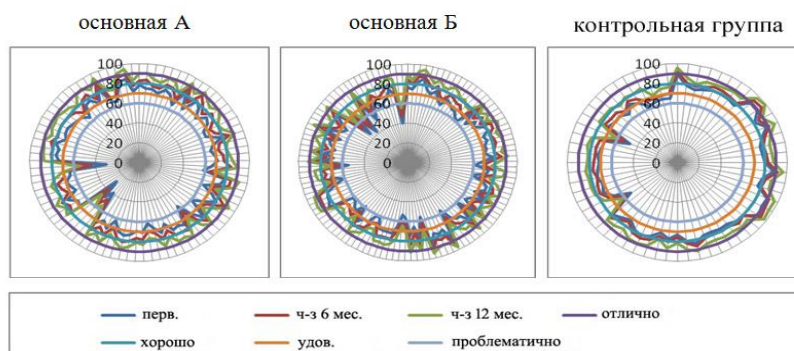 основная А
основная Б
контрольная группа
100
80
60
40
20
0
100
80
60
40
20
0
100
80
60
40
20
0
перв.
ч-з 6 мес.
ч-з 12 мес.
отлично
хорошо
удов.
проблематично